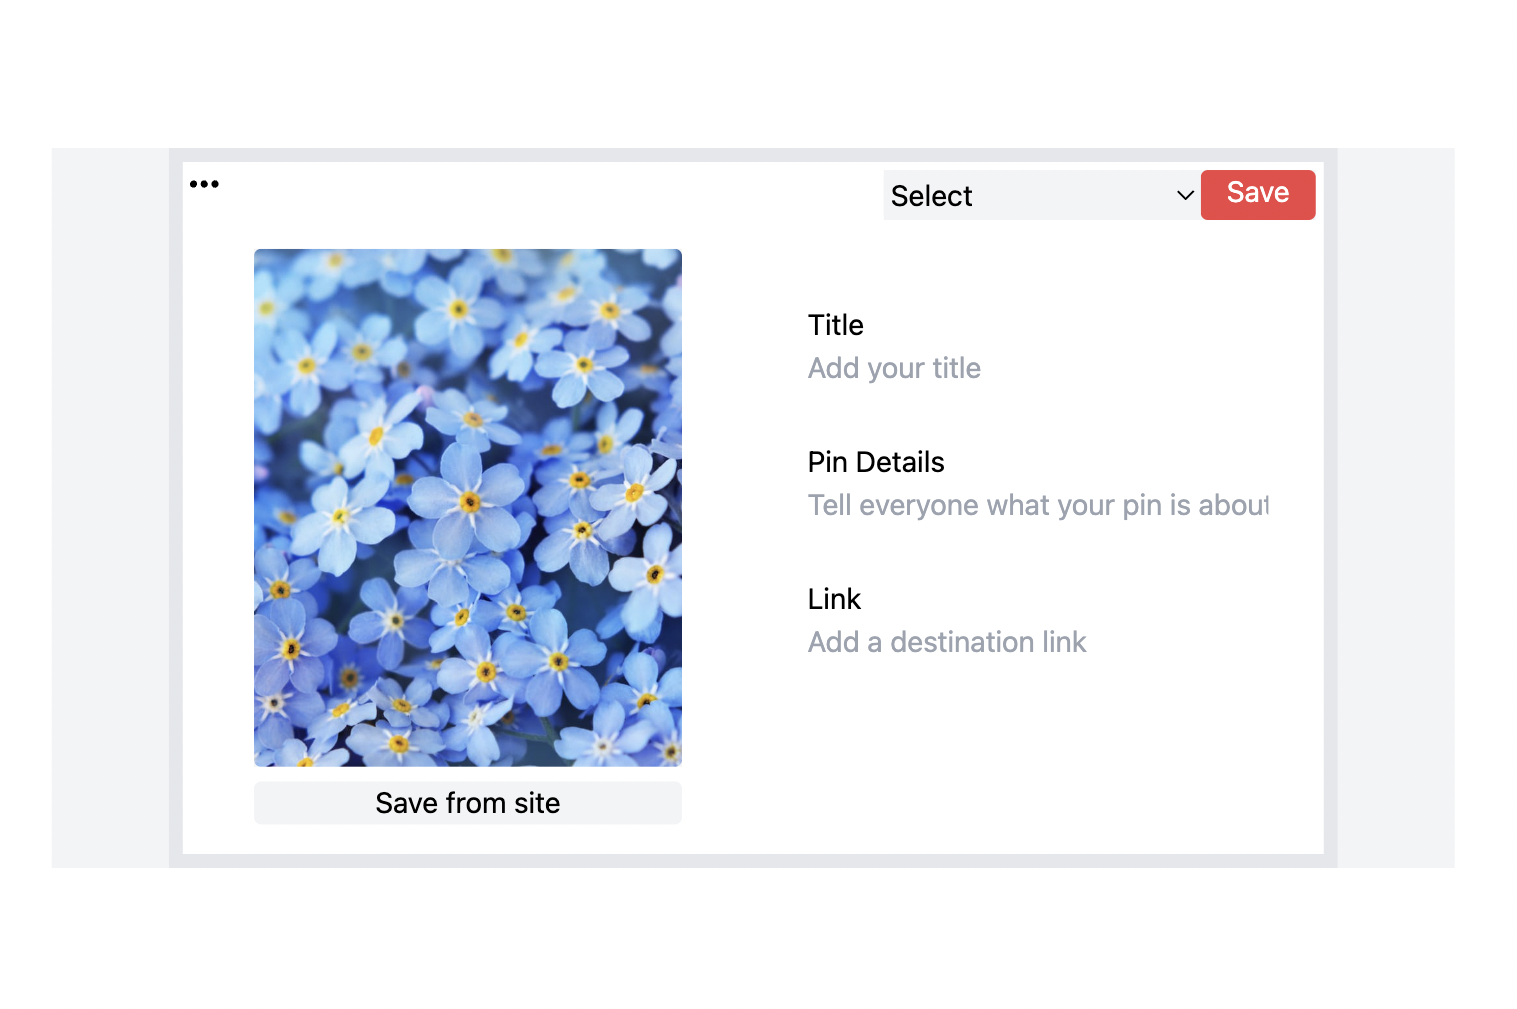 Select
Save
Title
Add your title
Pin Details
Tell everyone what your pin is about
Link
Add a destination link
Save from site